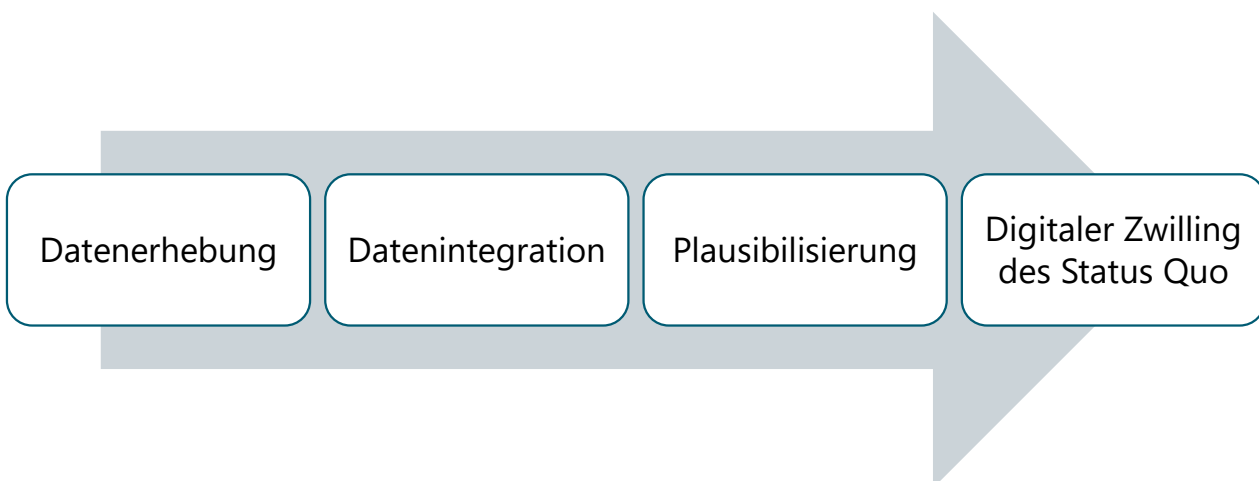 Datenerhebung
Datenintegration
Plausibilisierung
Digitaler Zwilling
des Status Quo